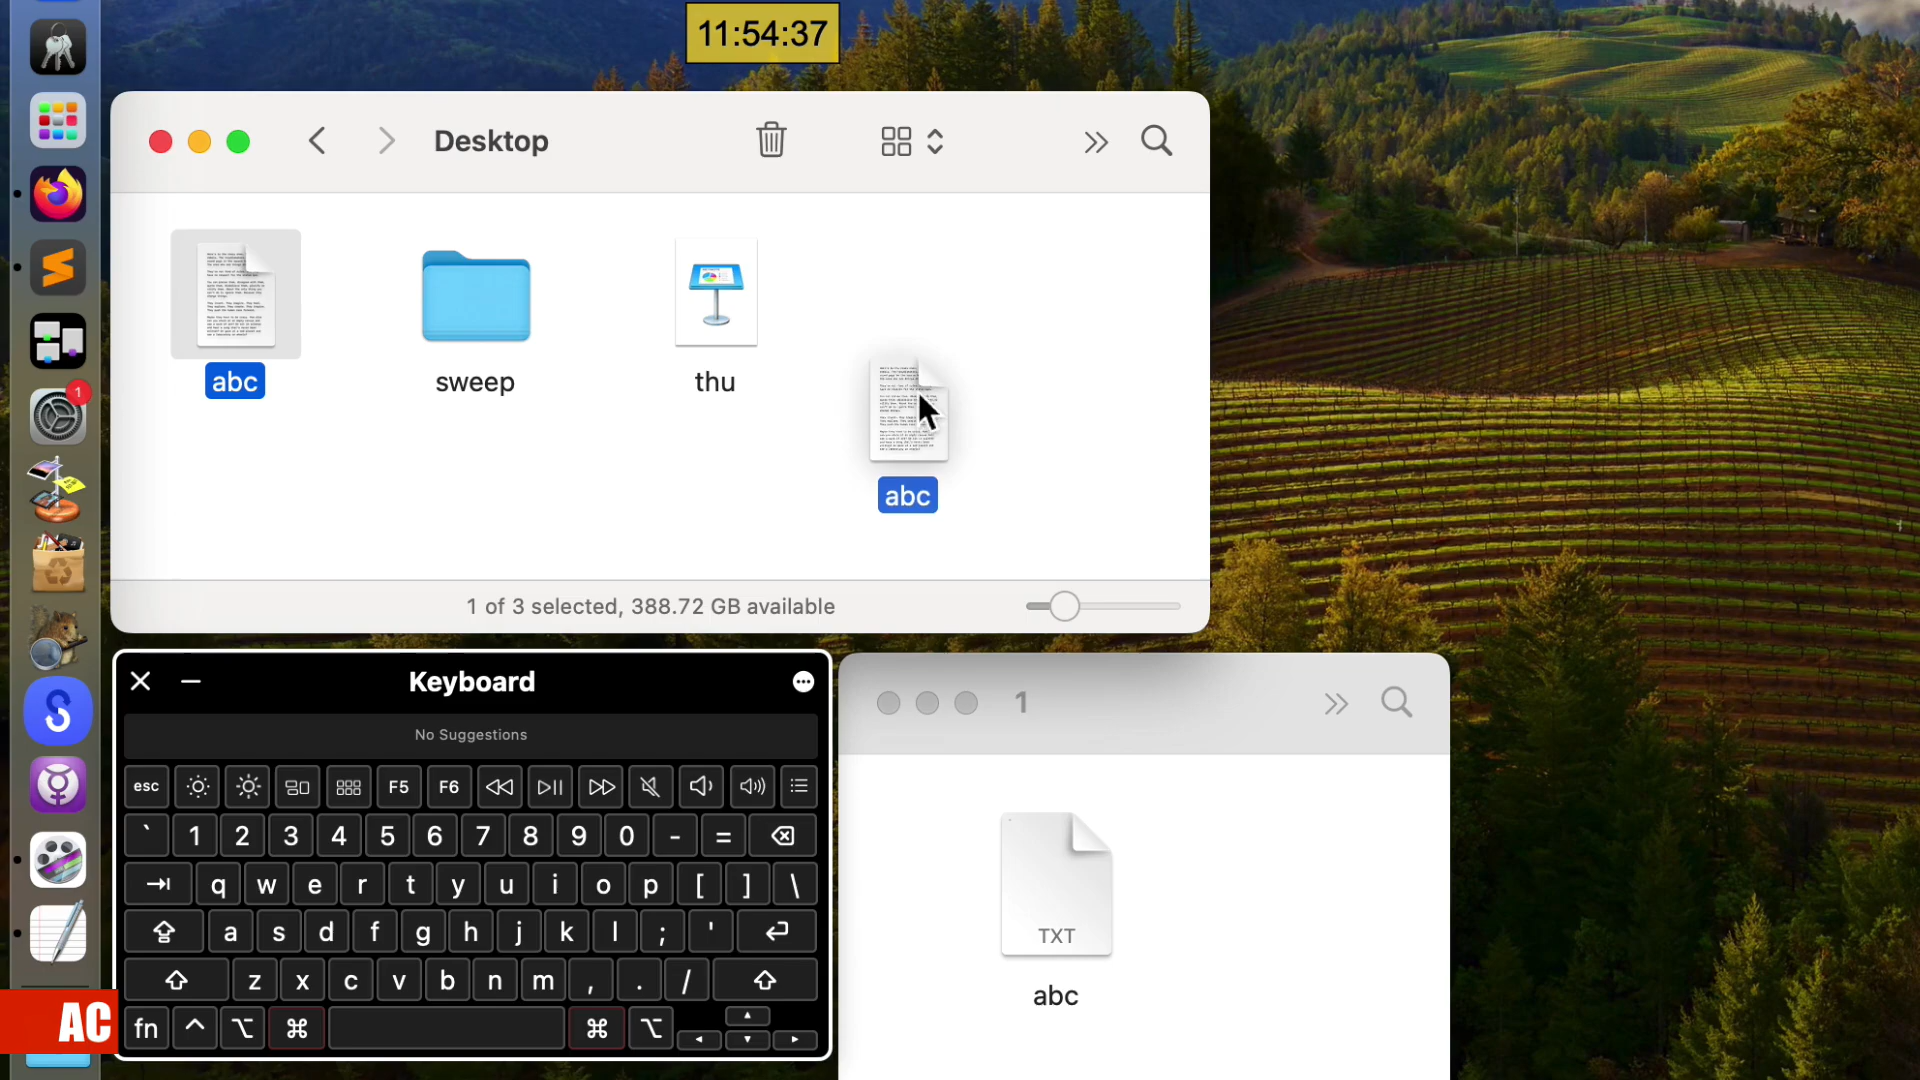 11:54:37
Desktop
abc
sweep
thu
abc
1 of 3 selected, 388.72 GB available
1
Keyboard
No Suggestions
esc F5 F6
` 1 2 3 4 5 6 7 8 9 0 - =
q w e r t y u i o p [ ] \
a s d f g h j k l ; '
z x c v b n m , . /
fn ^ ⌥ ⌘ ⌘ ⌥
TXT
abc
AC
1